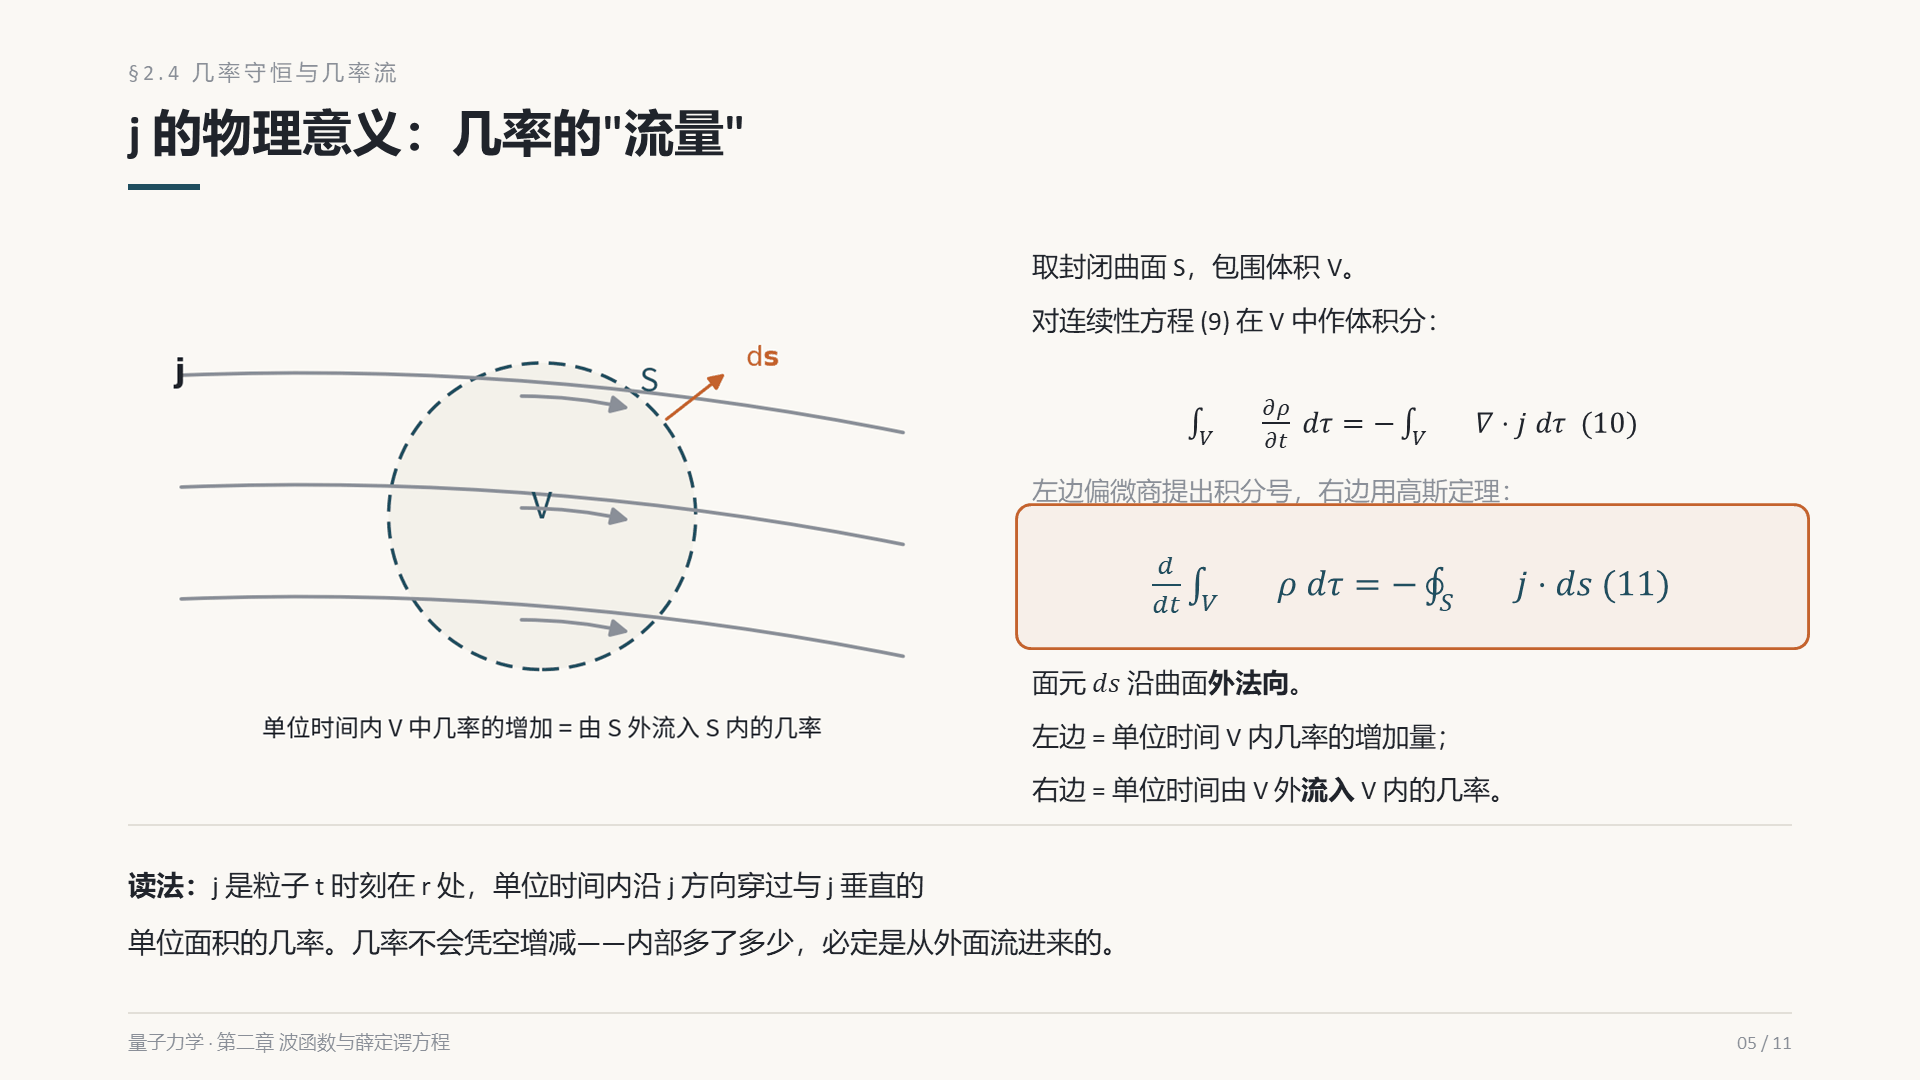 §2.4 几率守恒与几率流
j 的物理意义：几率的"流量"
j
S
ds
V
单位时间内 V 中几率的增加 = 由 S 外流入 S 内的几率
取封闭曲面 S，包围体积 V。
对连续性方程 (9) 在 V 中作体积分：
∫_V ∂ρ/∂t dτ = − ∫_V ∇ · j dτ (10)
左边偏微商提出积分号，右边用高斯定理：
d/dt ∫_V ρ dτ = − ∮_S j · ds (11)
面元 ds 沿曲面外法向。
左边 = 单位时间 V 内几率的增加量；
右边 = 单位时间由 V 外流入 V 内的几率。
读法：j 是粒子 t 时刻在 r 处，单位时间内沿 j 方向穿过与 j 垂直的
单位面积的几率。几率不会凭空增减——内部多了多少，必定是从外面流进来的。
量子力学 · 第二章 波函数与薛定谔方程
05 / 11